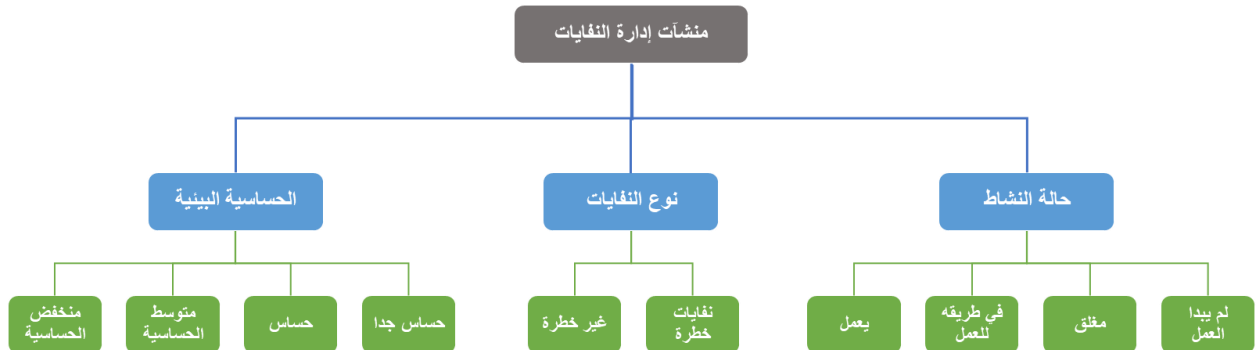 منشآت إدارة النفايات
حالة النشاط
نوع النفايات
الحساسية البيئية
لم يبدا
العمل
مغلق
في طريقه
للعمل
يعمل
نفايات
خطرة
غير خطرة
حساس جدا
حساس
متوسط
الحساسية
منخفض
الحساسية